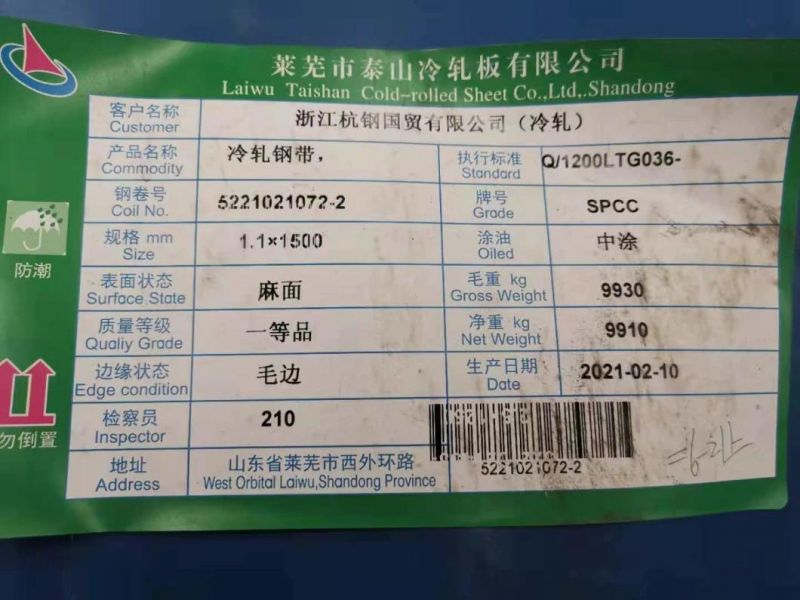 莱芜市泰山冷轧板有限公司
Laiwu Taishan Cold-rolled Sheet Co.,Ltd,.Shandong
客户名称 浙江杭钢国贸有限公司（冷轧）
Customer
产品名称 冷轧钢带， 执行标准 Q/1200LTG036-
Commodity Standard
钢卷号 5221021072-2 牌号 SPCC
Coil No. Grade
规格 mm 1.1×1500 涂油 中涂
Size Oiled
表面状态 麻面 毛重 kg 9930
Surface State Gross Weight
质量等级 一等品 净重 kg 9910
Qualiy Grade Net Weight
边缘状态 毛边 生产日期 2021-02-10
Edge condition Date
检察员 210
Inspector
地址 山东省莱芜市西外环路
Address West Orbital Laiwu,Shandong Province
5221021072-2
防潮
勿倒置